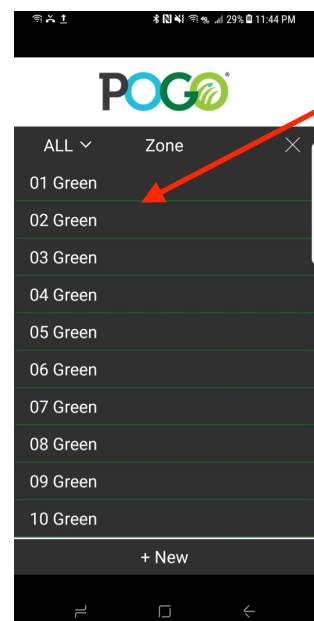 29% 11:44 PM
POGO
ALL Zone
01 Green
02 Green
03 Green
04 Green
05 Green
06 Green
07 Green
08 Green
09 Green
10 Green
+ New